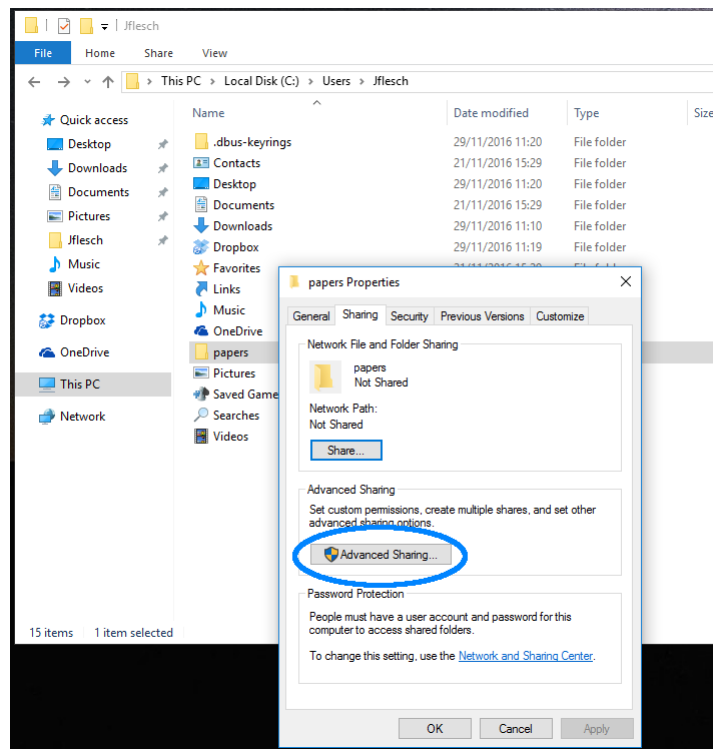 Jflesch
File Home Share View
This PC > Local Disk (C:) > Users > Jflesch
Quick access
Desktop
Downloads
Documents
Pictures
Jflesch
Music
Videos
Dropbox
OneDrive
This PC
Network
Name Date modified Type Size
.dbus-keyrings 29/11/2016 11:20 File folder
Contacts 21/11/2016 15:29 File folder
Desktop 29/11/2016 11:20 File folder
Documents 21/11/2016 15:29 File folder
Downloads 29/11/2016 11:10 File folder
Dropbox 29/11/2016 11:19 File folder
Favorites
Links
Music
OneDrive
papers
Pictures
Saved Game
Searches
Videos
15 items 1 item selected
papers Properties
General Sharing Security Previous Versions Customize
Network File and Folder Sharing
papers
Not Shared
Network Path:
Not Shared
Share...
Advanced Sharing
Set custom permissions, create multiple shares, and set other
advanced sharing options.
Advanced Sharing...
Password Protection
People must have a user account and password for this
computer to access shared folders.
To change this setting, use the Network and Sharing Center.
OK Cancel Apply